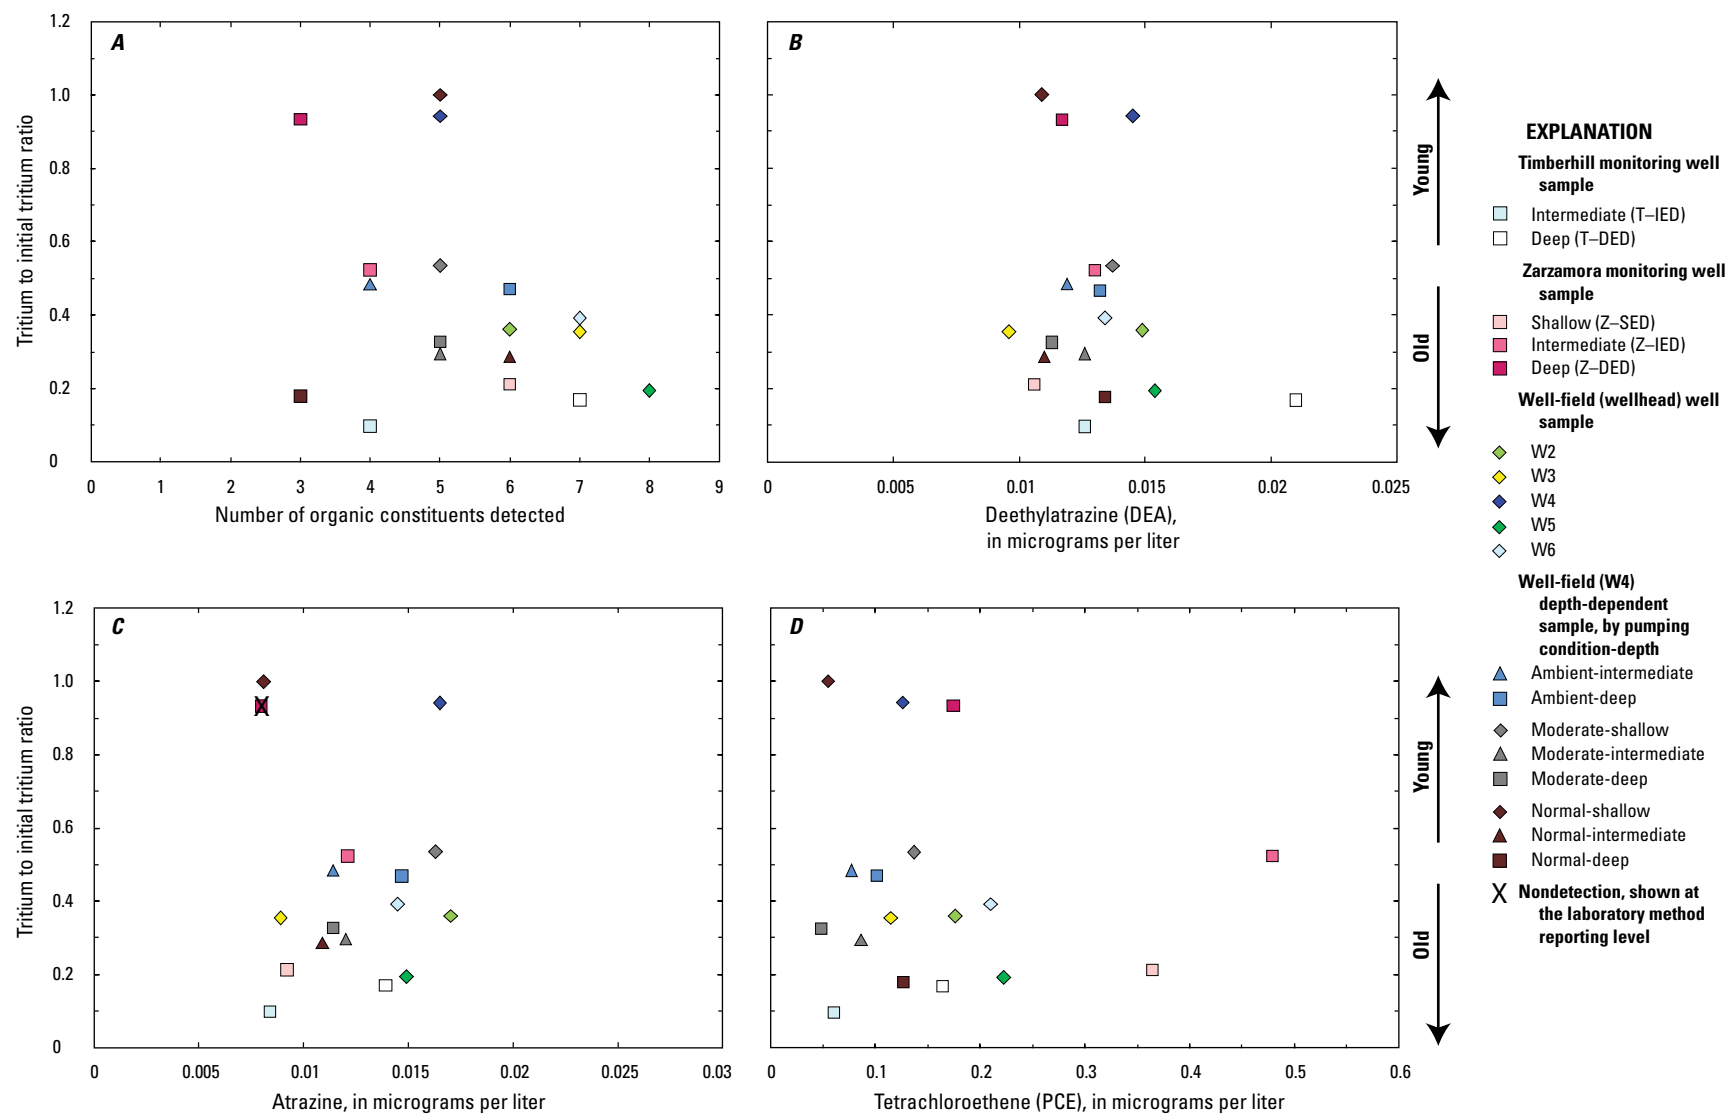 A
1.2
1.0
0.8
0.6
0.4
0.2
0
Tritium to initial tritium ratio
0 1 2 3 4 5 6 7 8 9
Number of organic constituents detected
B
0 0.005 0.01 0.015 0.02 0.025
Deethylatrazine (DEA),
in micrograms per liter
Young
Old
C
1.2
1.0
0.8
0.6
0.4
0.2
0
Tritium to initial tritium ratio
X
0 0.005 0.01 0.015 0.02 0.025 0.03
Atrazine, in micrograms per liter
D
0 0.1 0.2 0.3 0.4 0.5 0.6
Tetrachloroethene (PCE), in micrograms per liter
Young
Old
EXPLANATION
Timberhill monitoring well
sample
Intermediate (T–IED)
Deep (T–DED)
Zarzamora monitoring well
sample
Shallow (Z–SED)
Intermediate (Z–IED)
Deep (Z–DED)
Well-field (wellhead) well
sample
W2
W3
W4
W5
W6
Well-field (W4)
depth-dependent
sample, by pumping
condition-depth
Ambient-intermediate
Ambient-deep
Moderate-shallow
Moderate-intermediate
Moderate-deep
Normal-shallow
Normal-intermediate
Normal-deep
X Nondetection, shown at
the laboratory method
reporting level